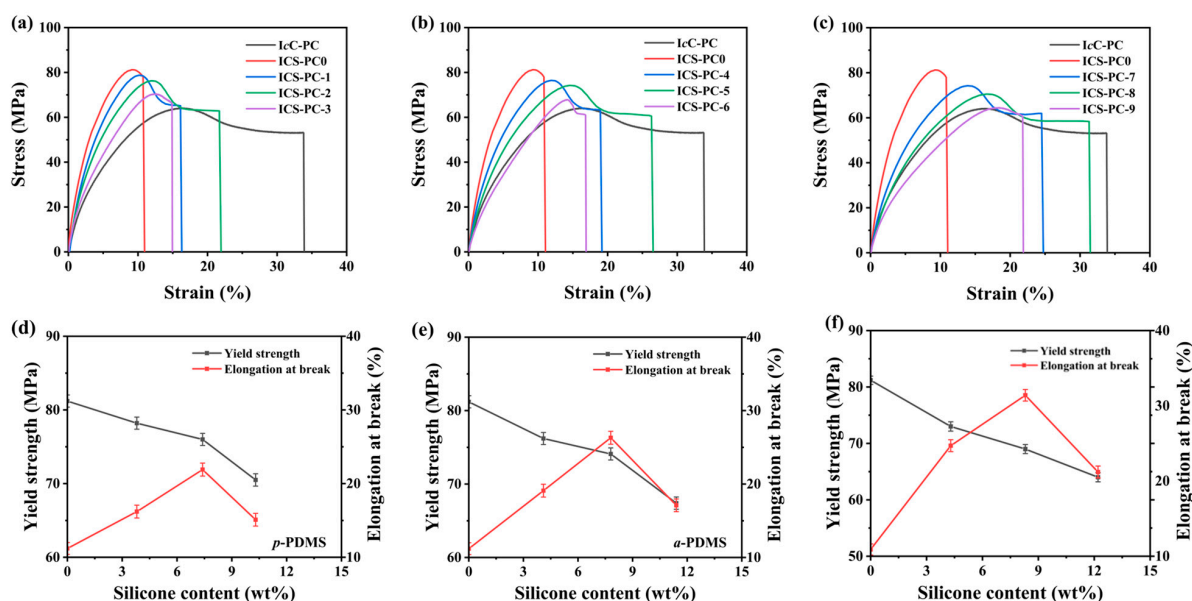 (a)
100
80
60
40
20
0
Stress (MPa)
IcC-PC
ICS-PC0
ICS-PC-1
ICS-PC-2
ICS-PC-3
0 10 20 30 40
Strain (%)
(b)
100
80
60
40
20
0
Stress (MPa)
IcC-PC
ICS-PC0
ICS-PC-4
ICS-PC-5
ICS-PC-6
0 10 20 30 40
Strain (%)
(c)
100
80
60
40
20
0
Stress (MPa)
IcC-PC
ICS-PC0
ICS-PC-7
ICS-PC-8
ICS-PC-9
0 10 20 30 40
Strain (%)
(d)
90
80
70
60
Yield strength (MPa)
Yield strength
Elongation at break
40
30
20
10
Elongation at break (%)
p-PDMS
0 3 6 9 12 15
Silicone content (wt%)
(e)
90
80
70
60
Yield strength (MPa)
Yield strength
Elongation at break
40
30
20
10
Elongation at break (%)
a-PDMS
0 3 6 9 12 15
Silicone content (wt%)
(f)
90
80
70
60
50
Yield strength (MPa)
Yield strength
Elongation at break
40
30
20
10
Elongation at break (%)
0 3 6 9 12 15
Silicone content (wt%)